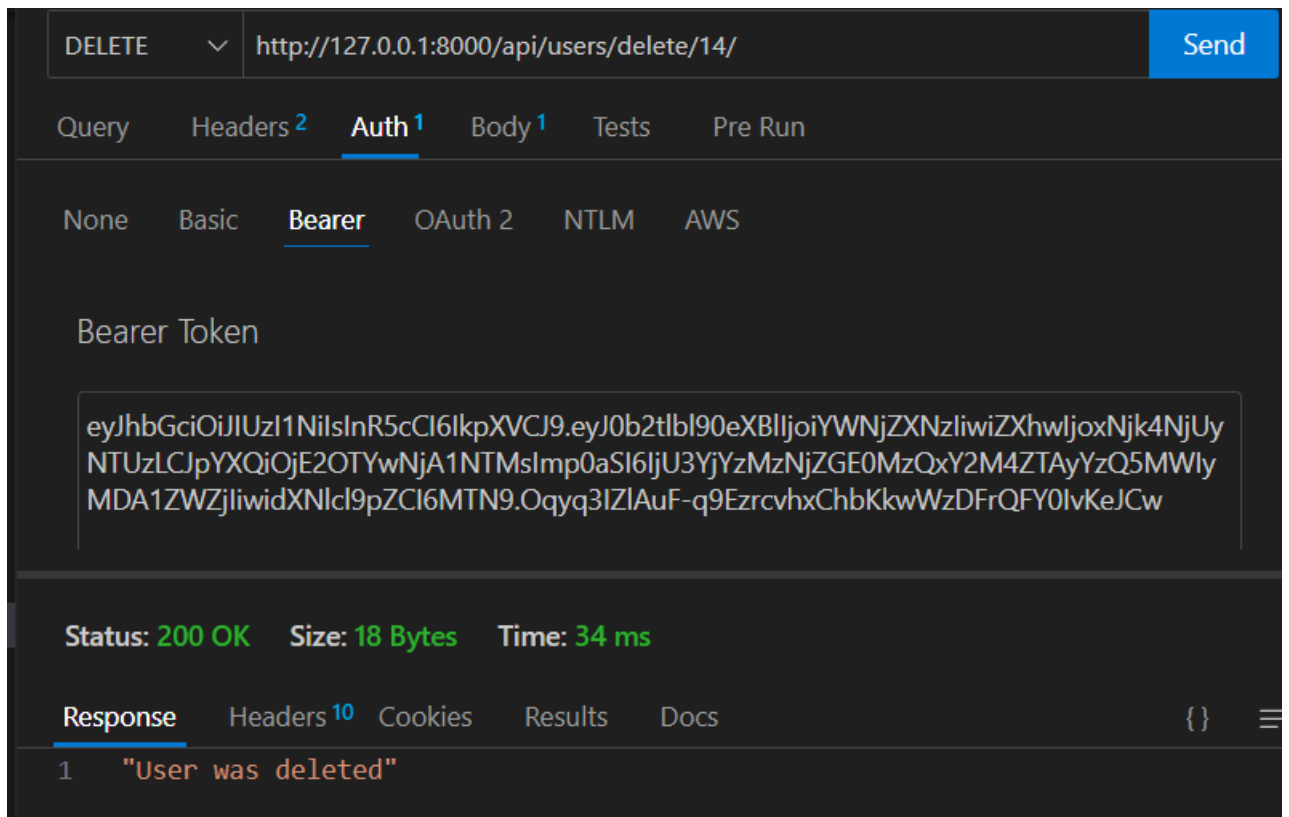 DELETE http://127.0.0.1:8000/api/users/delete/14/ Send
Query Headers 2 Auth 1 Body 1 Tests Pre Run
None Basic Bearer OAuth 2 NTLM AWS
Bearer Token
eyJhbGciOiJIUzI1NiIsInR5cCI6IkpXVCJ9.eyJ0b2tlbl90eXBlIjoiYWNjZXNzIiwiZXhwIjoxNjk4NjUy
NTUzLCJpYXQiOjE2OTYwNjA1NTMsImp0aSI6IjU3YjYzMzNjZGE0MzQxY2M4ZTAyYzQ5MWIy
MDA1ZWZjIiwidXNlcl9pZCI6MTN9.Oqyq3IZlAuF-q9EzrcvhxChbKkwWzDFrQFY0IvKeJCw
Status: 200 OK Size: 18 Bytes Time: 34 ms
Response Headers 10 Cookies Results Docs { }
1 "User was deleted"